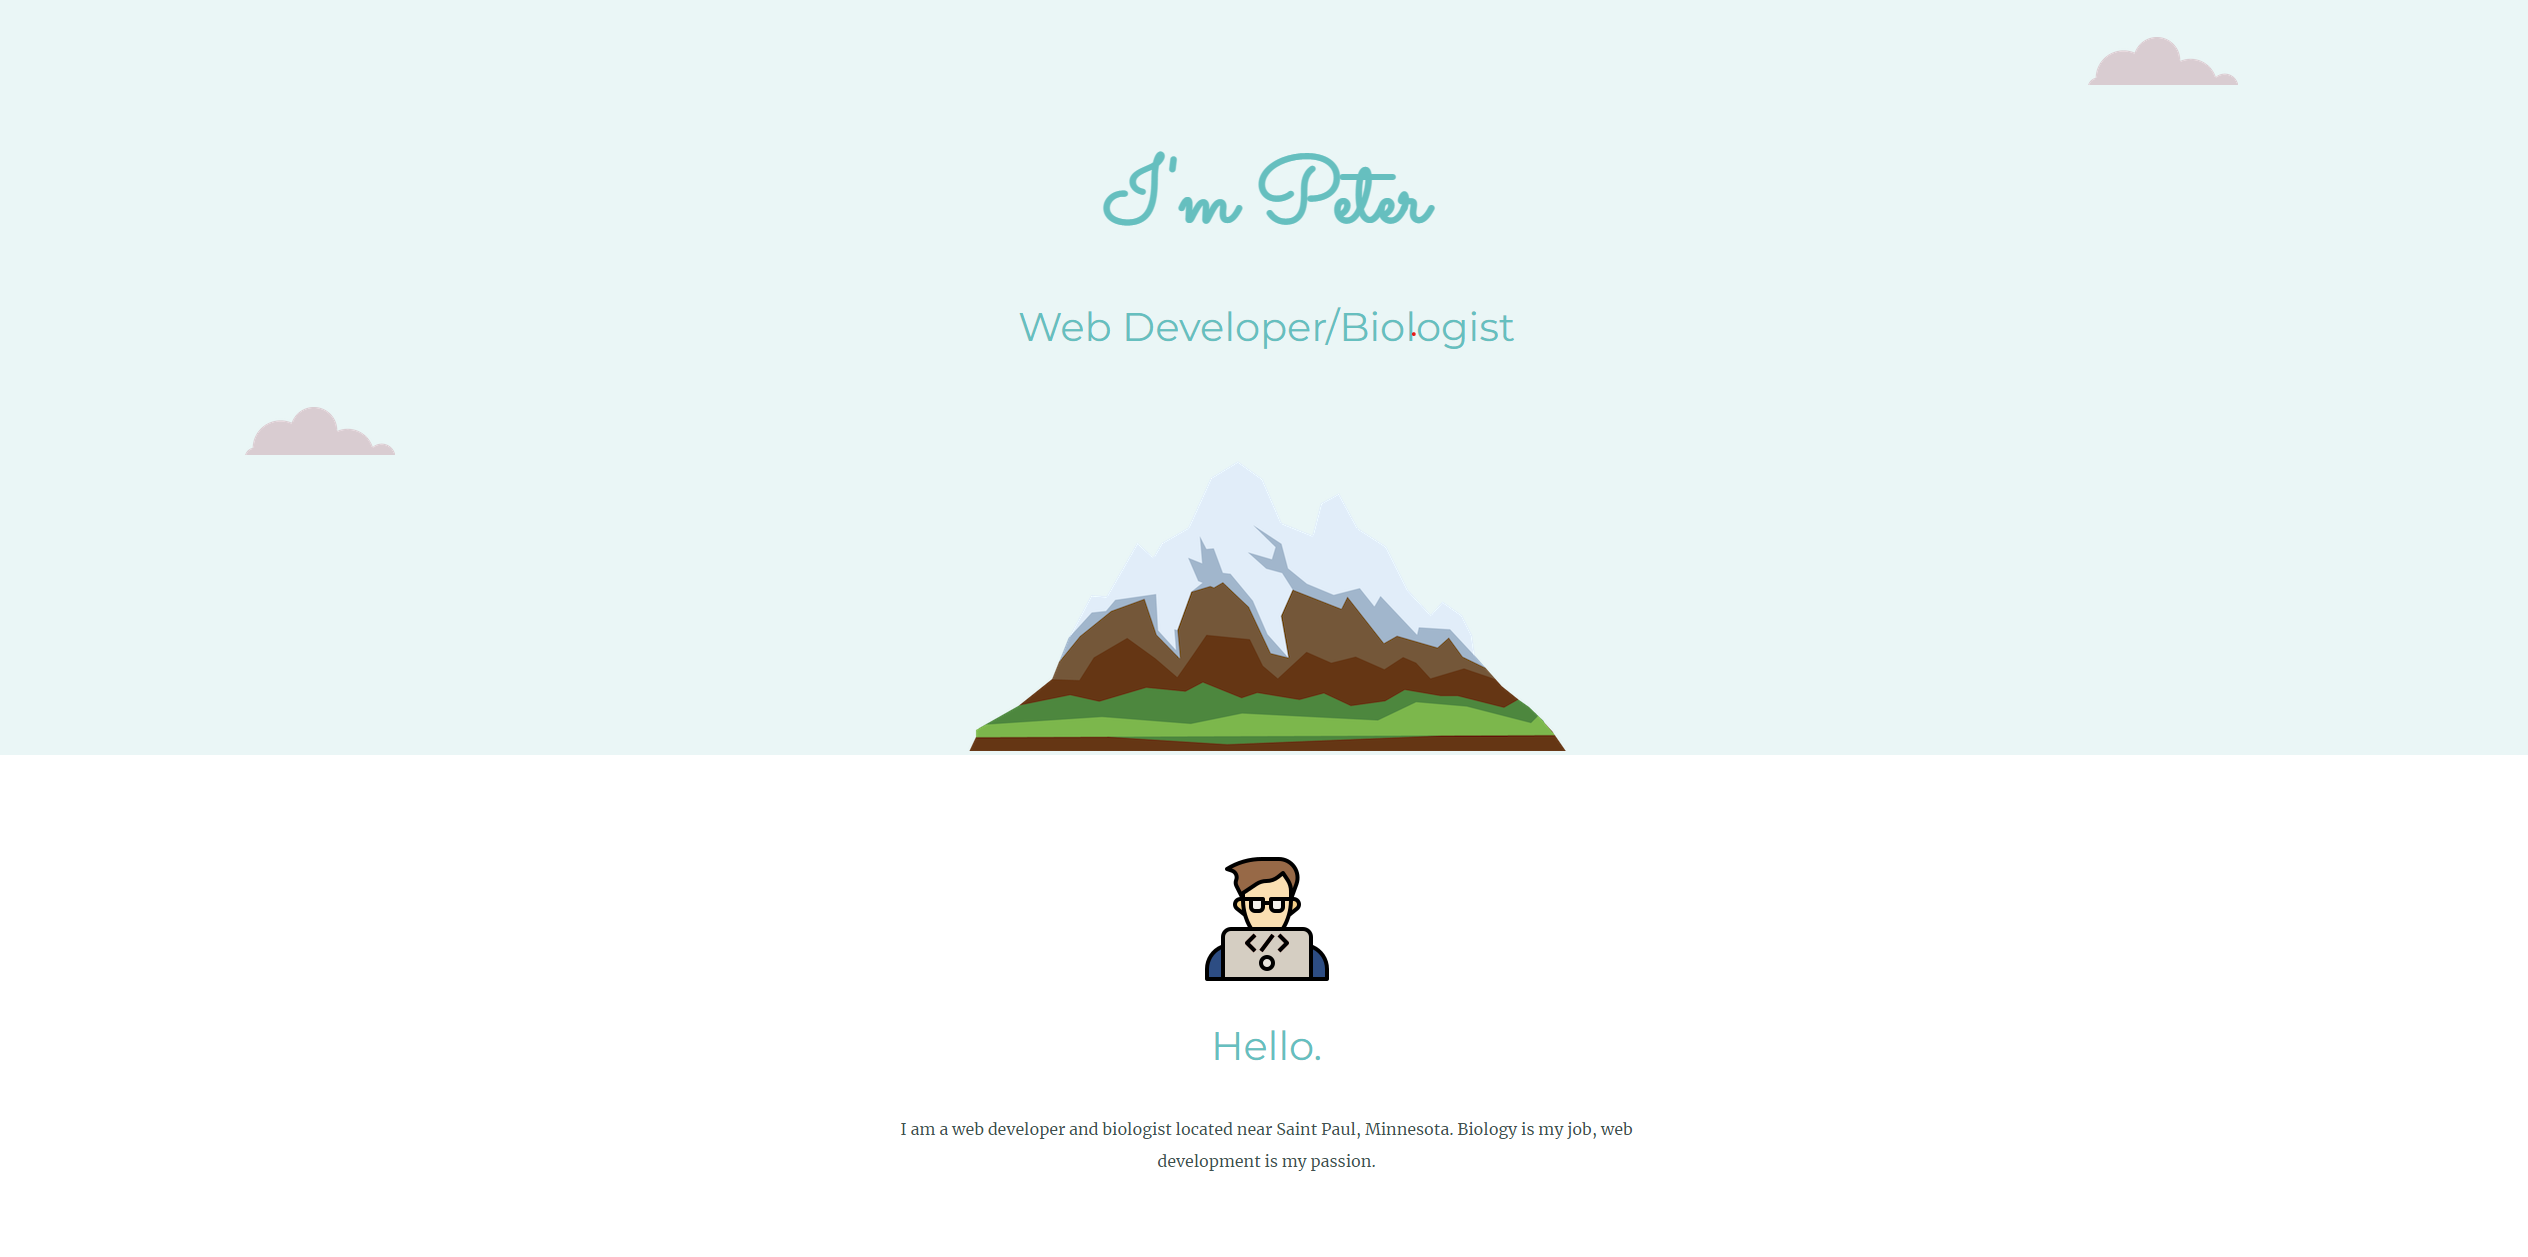 I'm Peter
Web Developer/Biologist
</>
Hello.
I am a web developer and biologist located near Saint Paul, Minnesota. Biology is my job, web
development is my passion.